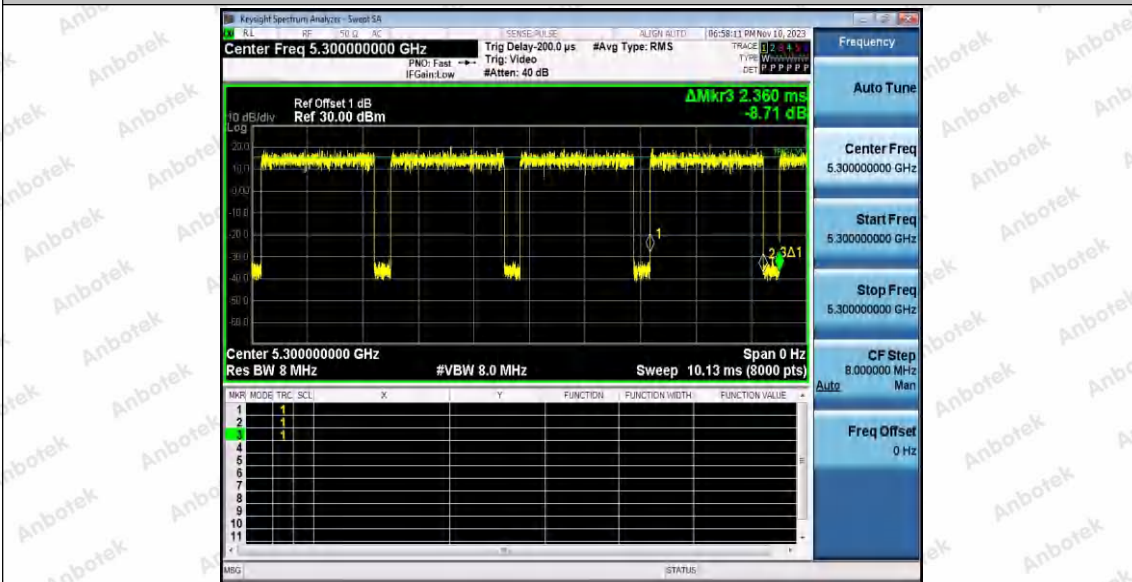 Keysight Spectrum Analyzer - Swept SA
RL RF 50 Ω AC SENSE:PULSE ALIGN AUTO 06:58:11 PM Nov 10, 2023
Center Freq 5.300000000 GHz
PNO: Fast
IFGain:Low
Trig Delay-200.0 µs
Trig: Video
#Atten: 40 dB
#Avg Type: RMS
TRACE 1 2 3 4 5 6
TYPE
DET P P P P P P
ΔMkr3 2.360 ms
-8.71 dB
Ref Offset 1 dB
10 dB/div Ref 30.00 dBm
Log
20.0
10.0
0.00
-10.0
-20.0
-30.0
-40.0
-50.0
-60.0
1
2 3Δ1
Center 5.300000000 GHz Span 0 Hz
Res BW 8 MHz #VBW 8.0 MHz Sweep 10.13 ms (8000 pts)
MKR MODE TRC SCL X Y FUNCTION FUNCTION WIDTH FUNCTION VALUE
1 1
2 1
3 1
4
5
6
7
8
9
10
11
MSG STATUS
Frequency
Auto Tune
Center Freq
5.300000000 GHz
Start Freq
5.300000000 GHz
Stop Freq
5.300000000 GHz
CF Step
8.000000 MHz
Auto Man
Freq Offset
0 Hz
Anbotek